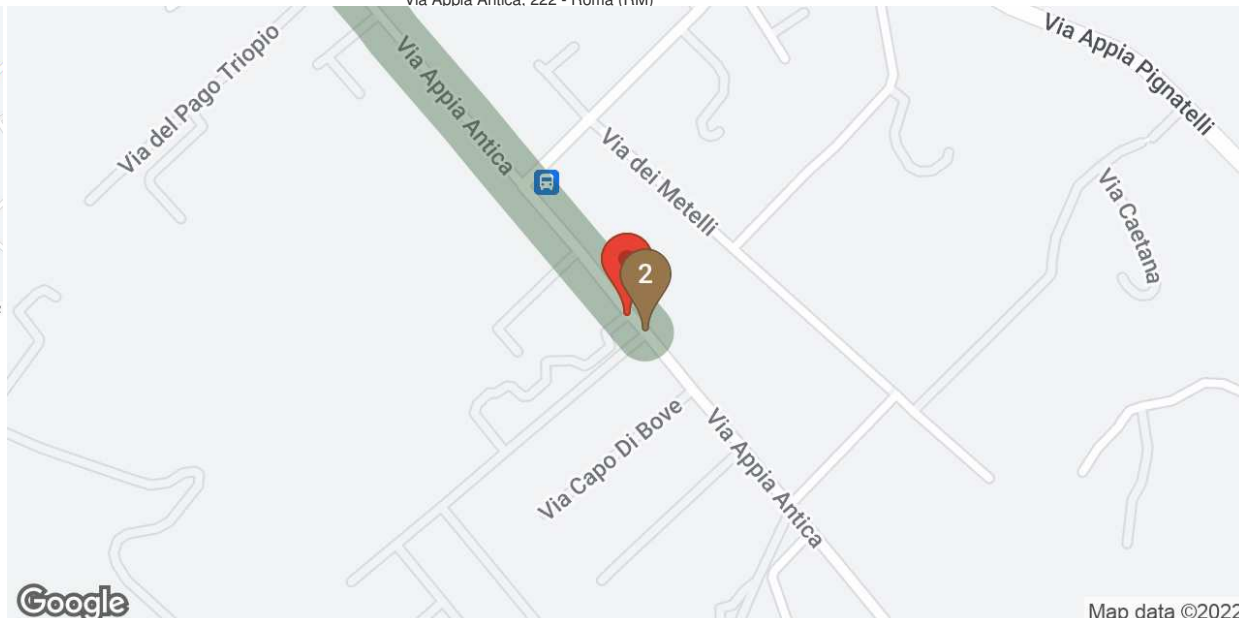 Via Appia Antica, 222 - Roma (RM)
Via Appia Pignatelli
Via del Pago Triopio
Via Appia Antica
Via dei Metelli
Via Caetana
2
Via Capo Di Bove
Via Appia Antica
Google
Map data ©2022